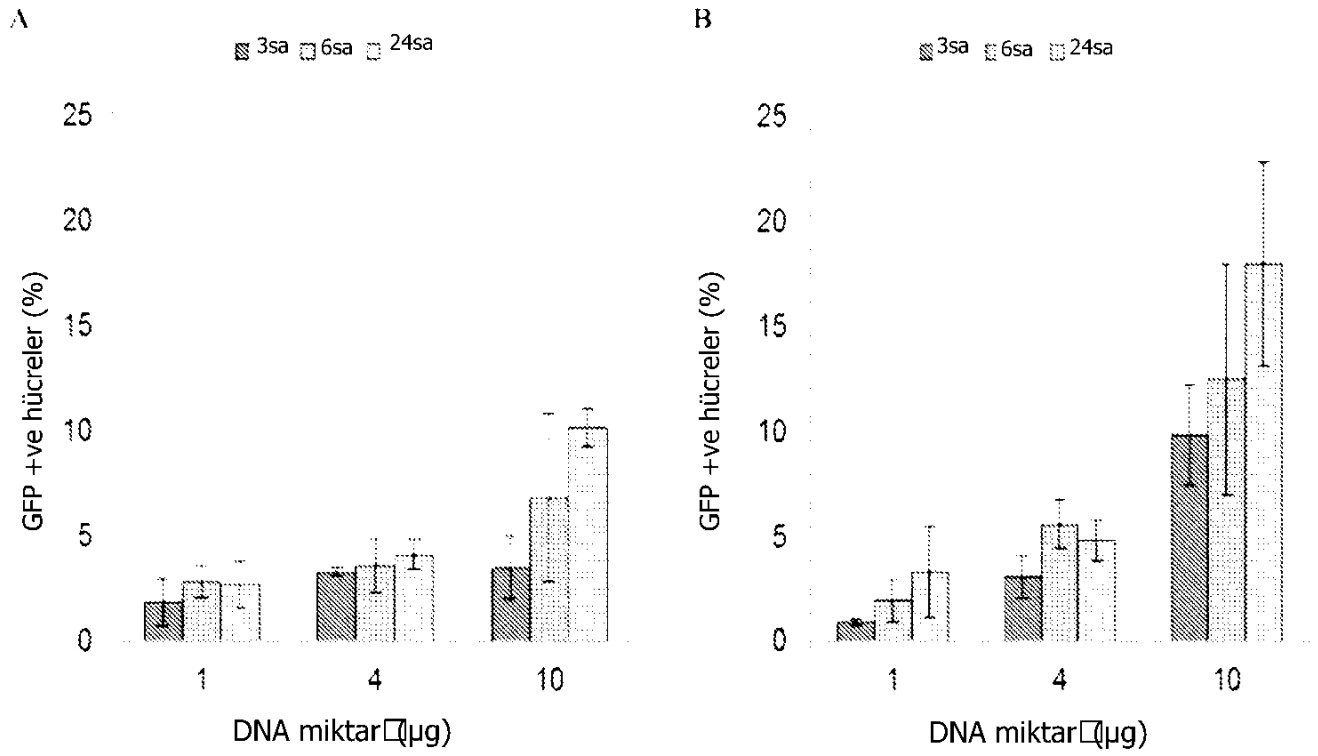 A
3sa 6sa 24sa
25
20
15
10
5
0
GFP +ve hücreler (%)
1 4 10
DNA miktar□(µg)
B
3sa 6sa 24sa
25
20
15
10
5
0
GFP +ve hücreler (%)
1 4 10
DNA miktar□(µg)